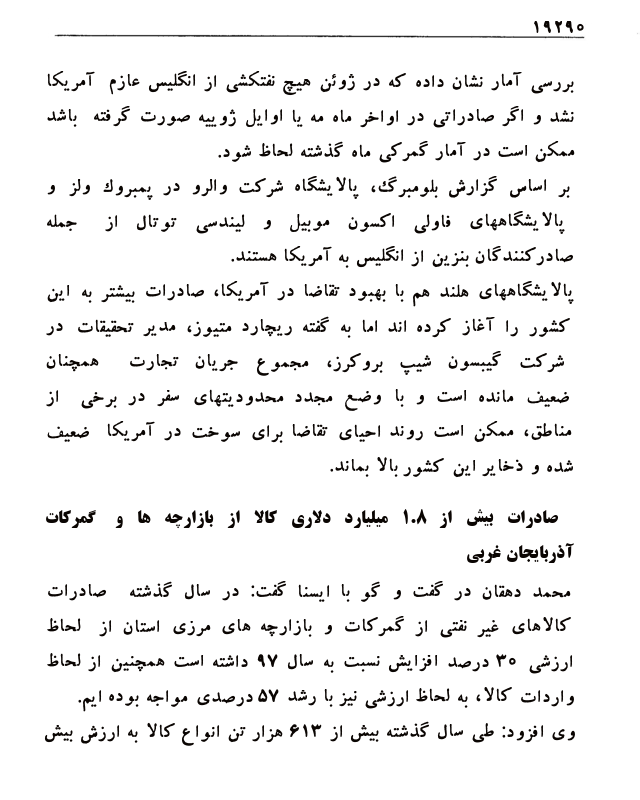 ۱۹۲۹۰
بررسی آمار نشان داده که در ژوئن هیچ نفتکشی از انگلیس عازم آمریکا
نشد و اگر صادراتی در اواخر ماه مه یا اوایل ژوییه صورت گرفته باشد
ممکن است در آمار گمرکی ماه گذشته لحاظ شود.
بر اساس گزارش بلومبرگ، پالایشگاه شرکت والرو در پمبروک ولز و
پالایشگاههای فاولی اکسون موبیل و لیندسی توتال از جمله
صادرکنندگان بنزین از انگلیس به آمریکا هستند.
پالایشگاههای هلند هم با بهبود تقاضا در آمریکا، صادرات بیشتر به این
کشور را آغاز کرده اند اما به گفته ریچارد متیوز، مدیر تحقیقات در
شرکت گیبسون شیپ بروکرز، مجموع جریان تجارت همچنان
ضعیف مانده است و با وضع مجدد محدودیتهای سفر در برخی از
مناطق، ممکن است روند احیای تقاضا برای سوخت در آمریکا ضعیف
شده و ذخایر این کشور بالا بماند.
صادرات بیش از ۱.۸ میلیارد دلاری کالا از بازارچه ها و گمرکات
آذربایجان غربی
محمد دهقان در گفت و گو با ایسنا گفت: در سال گذشته صادرات
کالاهای غیر نفتی از گمرکات و بازارچه های مرزی استان از لحاظ
ارزشی ۳۰ درصد افزایش نسبت به سال ۹۷ داشته است همچنین از لحاظ
واردات کالا، به لحاظ ارزشی نیز با رشد ۵۷ درصدی مواجه بوده ایم.
وی افزود: طی سال گذشته بیش از ۶۱۳ هزار تن انواع کالا به ارزش بیش